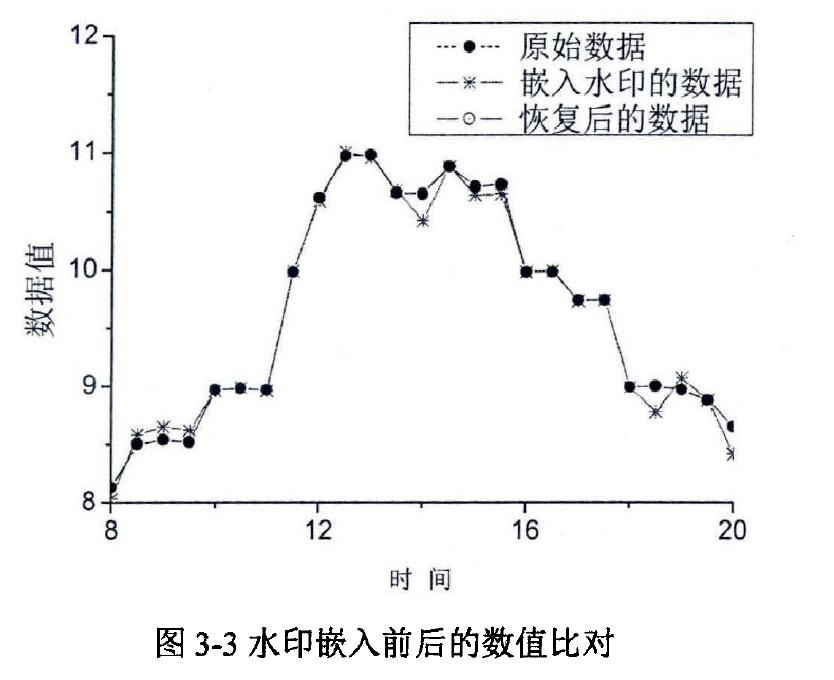 12
11
10
9
8
数据值
原始数据
嵌入水印的数据
恢复后的数据
8
12
16
20
时 间
图 3-3 水印嵌入前后的数值比对